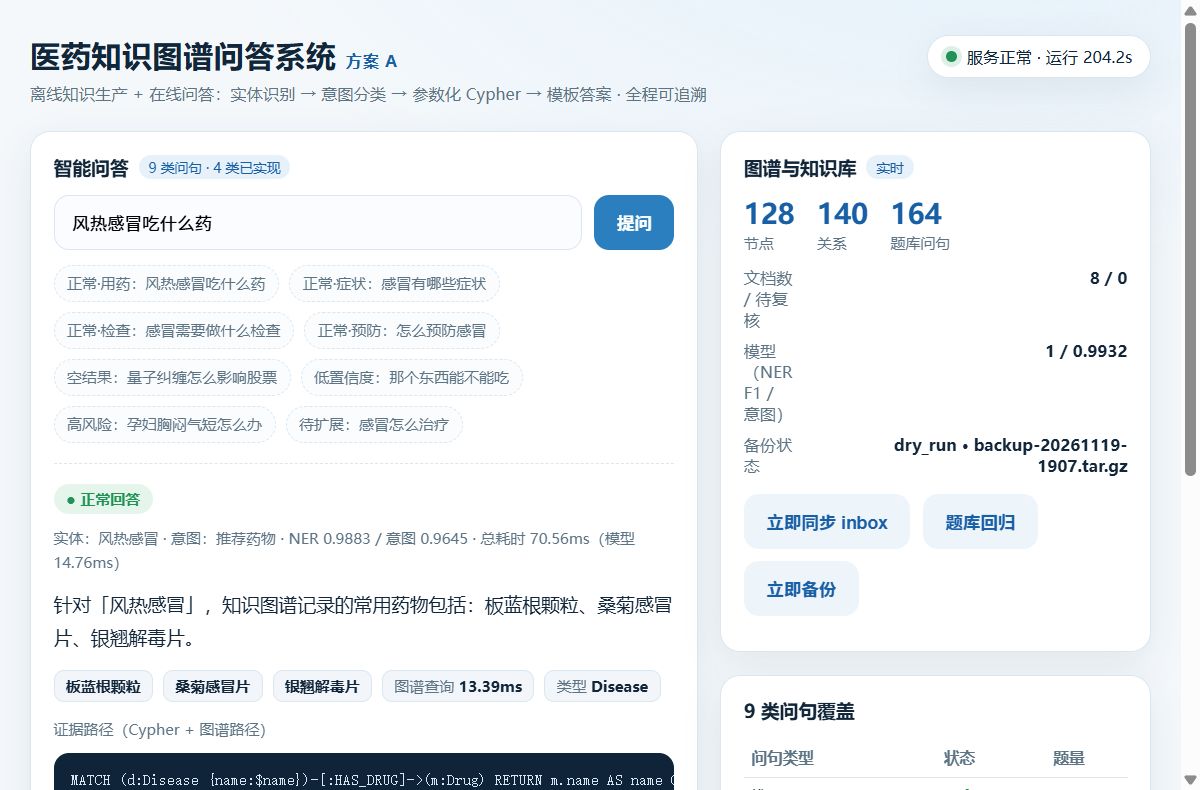 医药知识图谱问答系统 方案 A
服务正常 · 运行 204.2s
离线知识生产 + 在线问答：实体识别 → 意图分类 → 参数化 Cypher → 模板答案 · 全程可追溯
智能问答 9 类问句 · 4 类已实现
风热感冒吃什么药
提问
正常·用药：风热感冒吃什么药
正常·症状：感冒有哪些症状
正常·检查：感冒需要做什么检查
正常·预防：怎么预防感冒
空结果：量子纠缠怎么影响股票
低置信度：那个东西能不能吃
高风险：孕妇胸闷气短怎么办
待扩展：感冒怎么治疗
● 正常回答
实体：风热感冒 · 意图：推荐药物 · NER 0.9883 / 意图 0.9645 · 总耗时 70.56ms（模型
14.76ms）
针对「风热感冒」，知识图谱记录的常用药物包括：板蓝根颗粒、桑菊感冒
片、银翘解毒片。
板蓝根颗粒 桑菊感冒片 银翘解毒片 图谱查询 13.39ms 类型 Disease
证据路径（Cypher + 图谱路径）
MATCH (d:Disease {name:$name})-[:HAS_DRUG]->(m:Drug) RETURN m.name AS name
图谱与知识库 实时
128 140 164
节点 关系 题库问句
文档数
/ 待复
核
8 / 0
模型
（NER
F1 /
意图）
1 / 0.9932
备份状
态
dry_run • backup-20261119-
1907.tar.gz
立即同步 inbox
题库回归
立即备份
9 类问句覆盖
问句类型 状态 题量